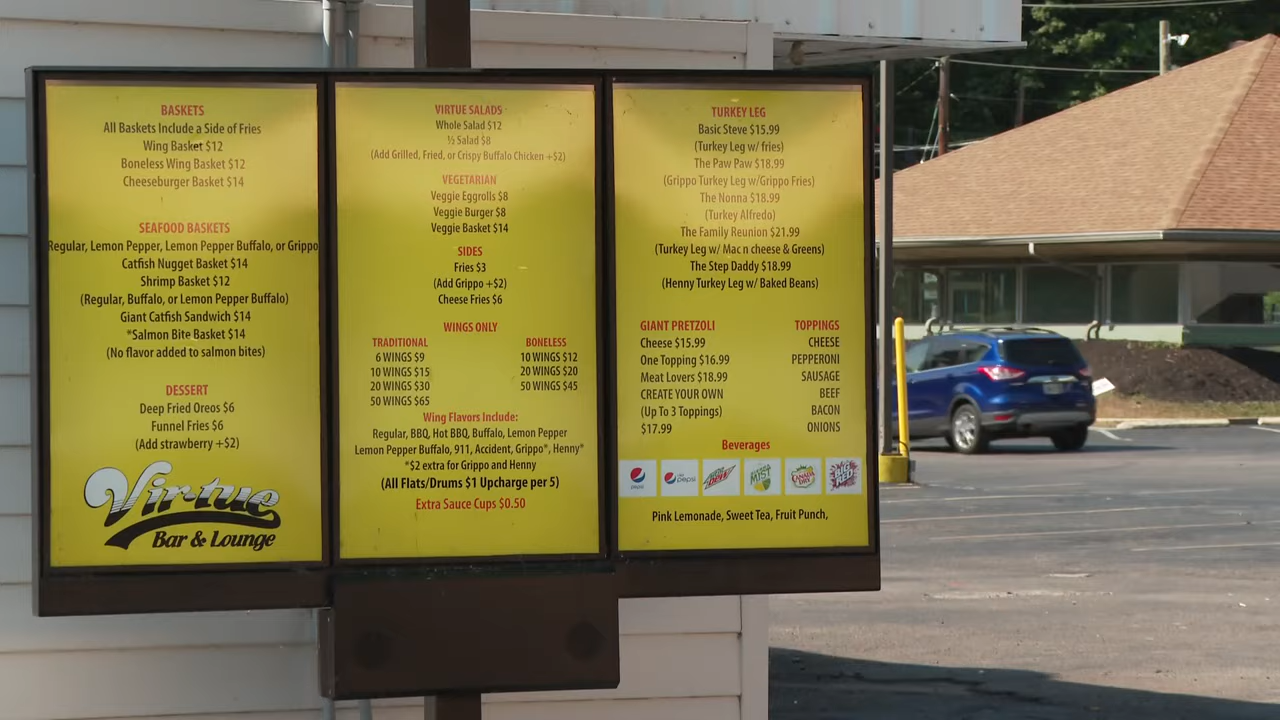 BASKETS
All Baskets Include a Side of Fries
Wing Basket $12
Boneless Wing Basket $12
Cheeseburger Basket $14
SEAFOOD BASKETS
Regular, Lemon Pepper, Lemon Pepper Buffalo, or Grippo
Catfish Nugget Basket $14
Shrimp Basket $12
(Regular, Buffalo, or Lemon Pepper Buffalo)
Giant Catfish Sandwich $14
*Salmon Bite Basket $14
(No flavor added to salmon bites)
DESSERT
Deep Fried Oreos $6
Funnel Fries $6
(Add strawberry +$2)
Virtue
Bar & Lounge
VIRTUE SALADS
Whole Salad $12
½ Salad $8
(Add Grilled, Fried, or Crispy Buffalo Chicken +$2)
VEGETARIAN
Veggie Eggrolls $8
Veggie Burger $8
Veggie Basket $14
SIDES
Fries $3
(Add Grippo +$2)
Cheese Fries $6
WINGS ONLY
TRADITIONAL BONELESS
6 WINGS $9 10 WINGS $12
10 WINGS $15 20 WINGS $20
20 WINGS $30 50 WINGS $45
50 WINGS $65
Wing Flavors Include:
Regular, BBQ, Hot BBQ, Buffalo, Lemon Pepper
Lemon Pepper Buffalo, 911, Accident, Grippo*, Henny*
*$2 extra for Grippo and Henny
(All Flats/Drums $1 Upcharge per 5)
Extra Sauce Cups $0.50
TURKEY LEG
Basic Steve $15.99
(Turkey Leg w/ fries)
The Paw Paw $18.99
(Grippo Turkey Leg w/Grippo Fries)
The Nonna $18.99
(Turkey Alfredo)
The Family Reunion $21.99
(Turkey Leg w/ Mac n cheese & Greens)
The Step Daddy $18.99
(Henny Turkey Leg w/ Baked Beans)
GIANT PRETZOLI TOPPINGS
Cheese $15.99 CHEESE
One Topping $16.99 PEPPERONI
Meat Lovers $18.99 SAUSAGE
CREATE YOUR OWN BEEF
(Up To 3 Toppings) BACON
$17.99 ONIONS
Beverages
pepsi pepsi Mtn Dew MIST CANADA DRY BIG RED
Pink Lemonade, Sweet Tea, Fruit Punch,